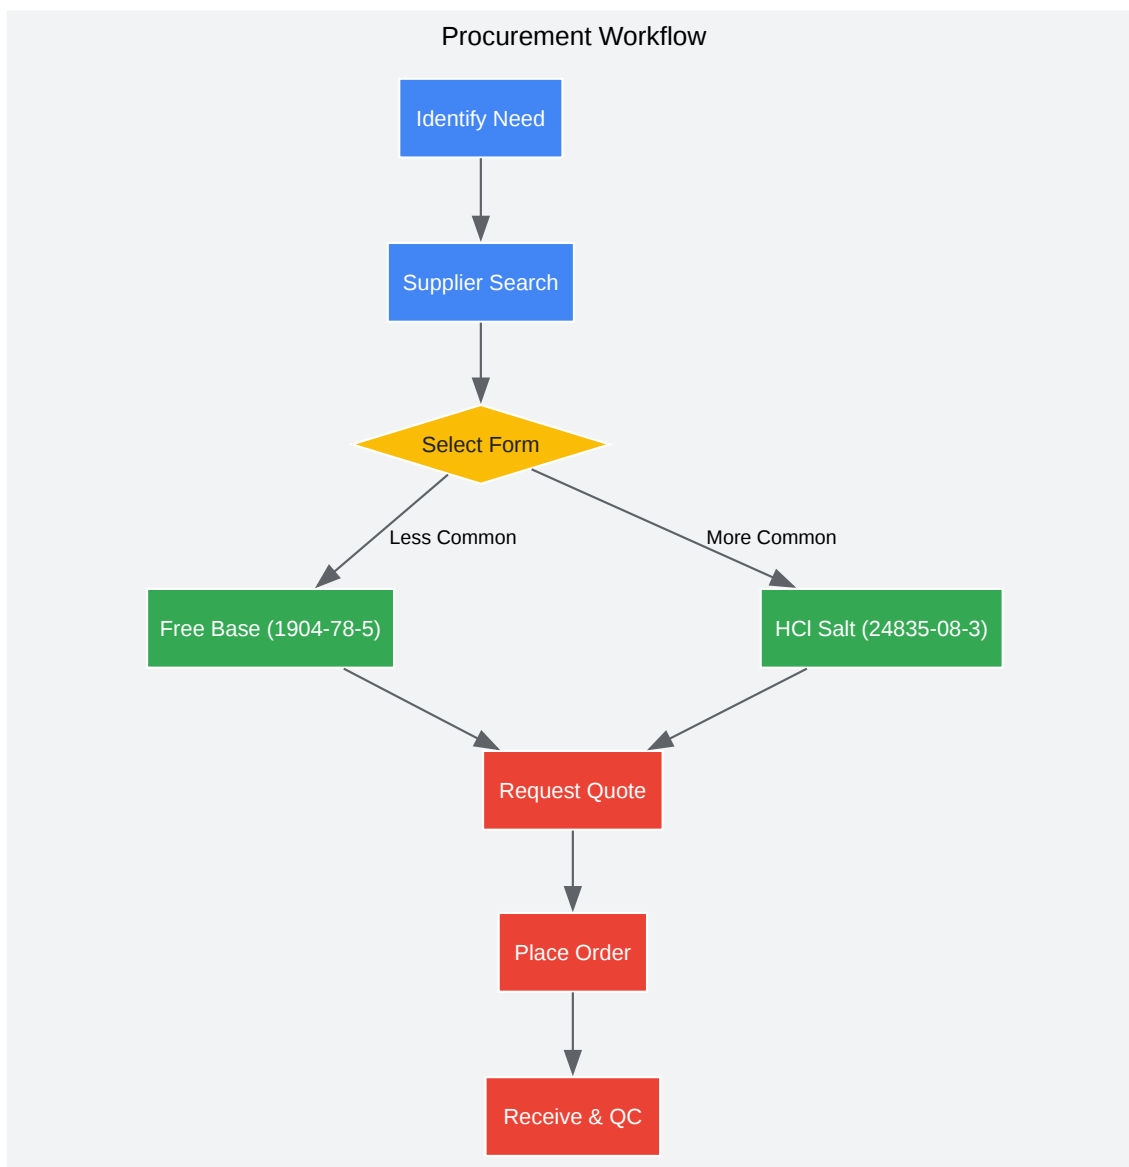 Procurement Workflow
Identify Need
Supplier Search
Select Form
Less Common
More Common
Free Base (1904-78-5)
HCl Salt (24835-08-3)
Request Quote
Place Order
Receive & QC